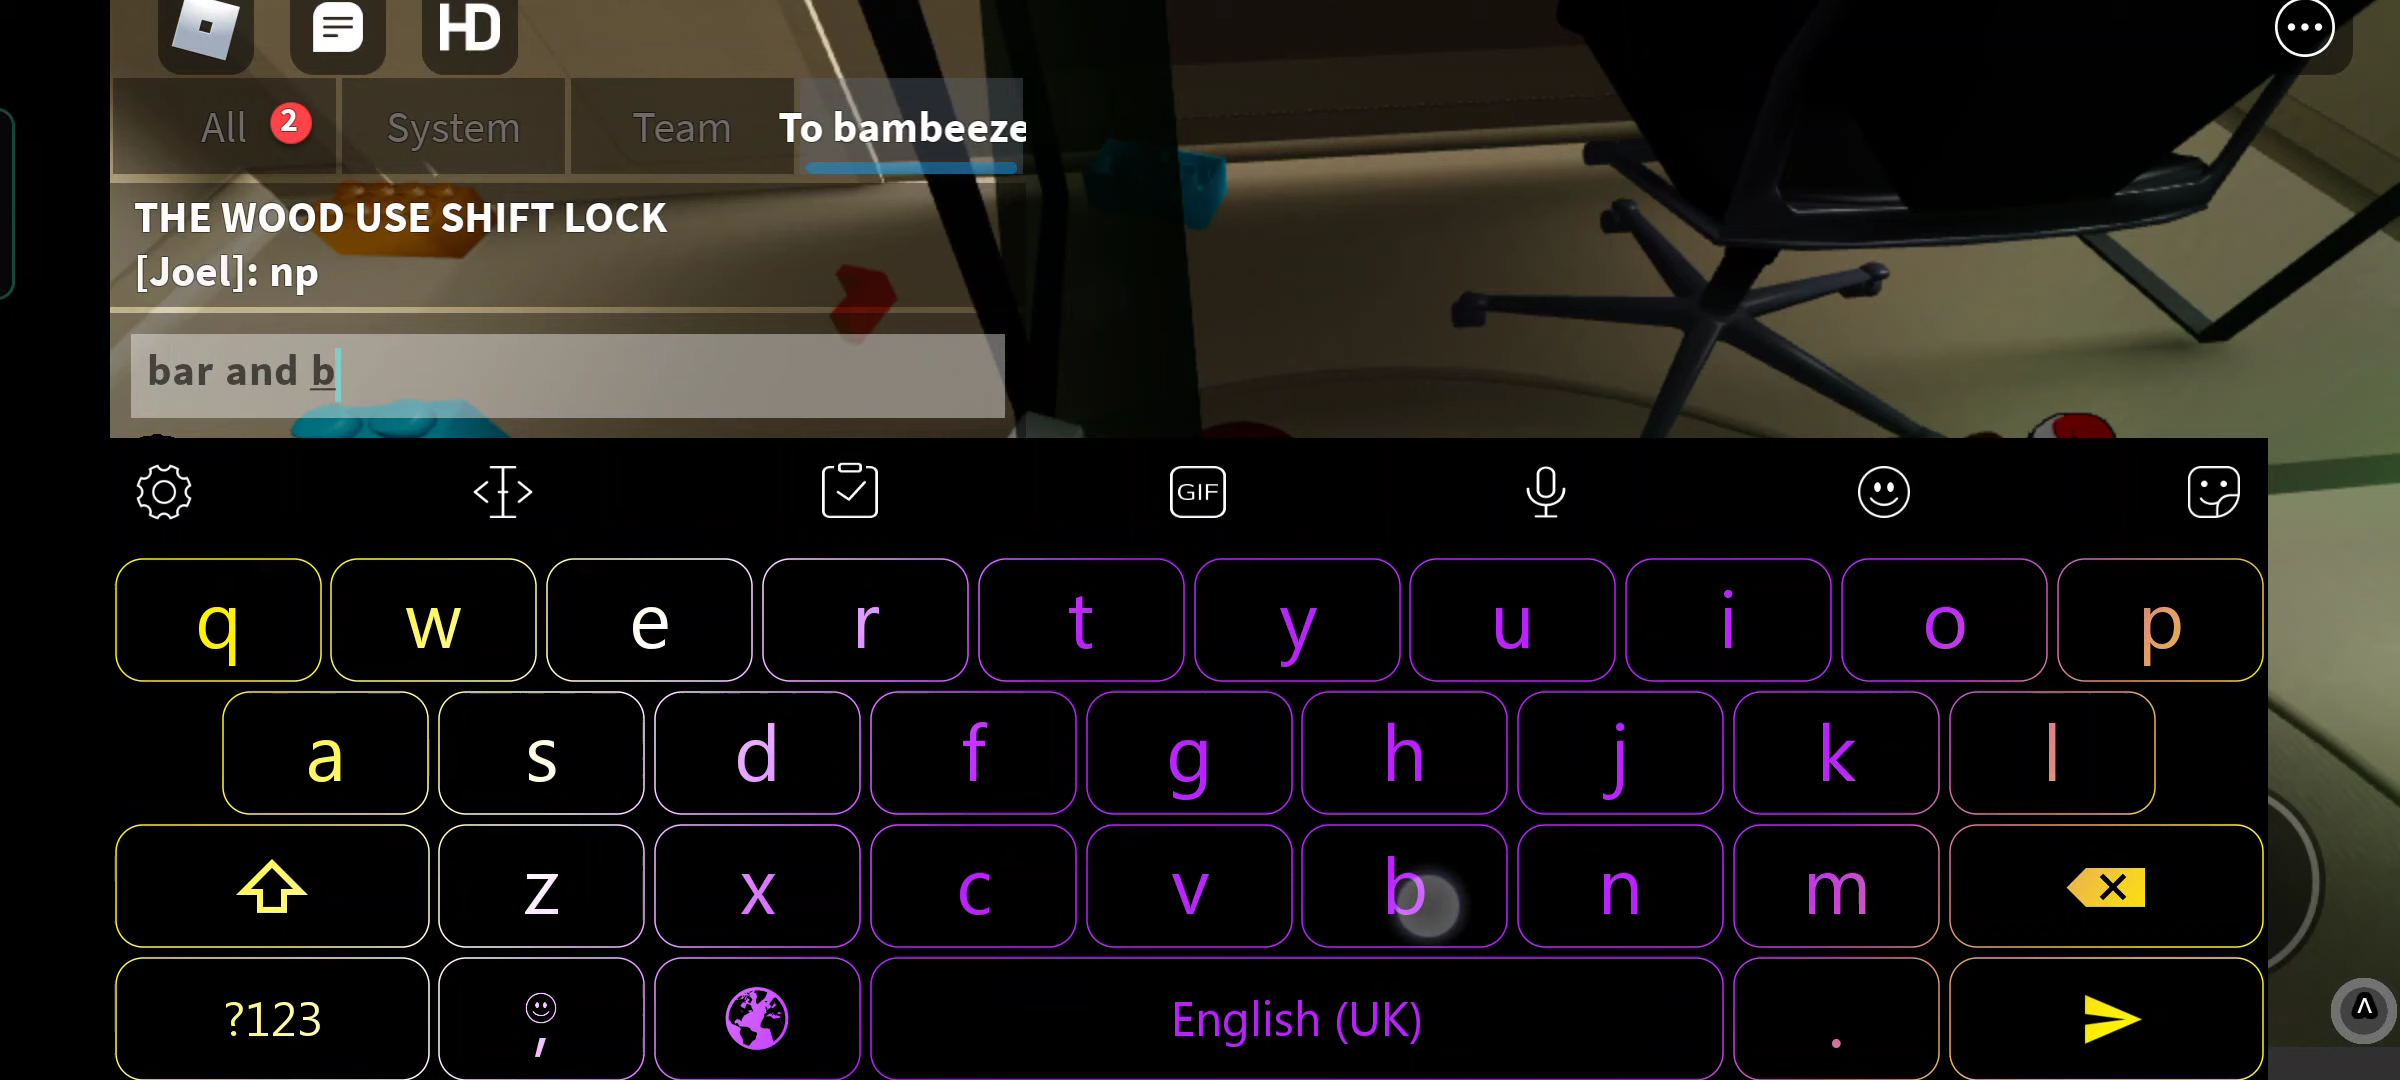 HD
All 2 System Team To bambeeze
THE WOOD USE SHIFT LOCK
[Joel]: np
bar and b
GIF
q w e r t y u i o p
a s d f g h j k l
z x c v b n m
?123 , English (UK) .